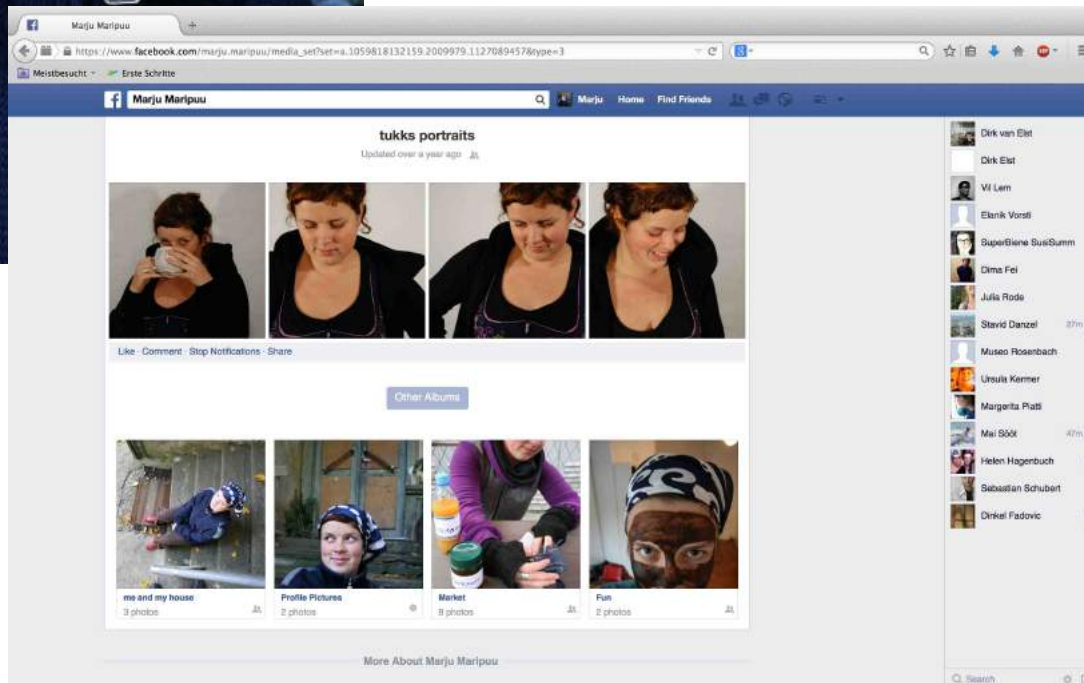 Marju Maripuu
https://www.facebook.com/marju.maripuu/media_set?set=a.1059818132159.2009979.1127089457&type=3
Meistbesucht
Erste Schritte
Marju Maripuu
Marju Home Find Friends
tukks portraits
Updated over a year ago
Like · Comment · Stop Notifications · Share
Other Albums
me and my house
3 photos
Profile Pictures
2 photos
Market
8 photos
Fun
2 photos
More About Marju Maripuu
Dirk van Elst
Dirk Elst
Vil Lem
Elanik Vorsti
SuperBiene SusiSumm
Dima Fei
Julia Rode
Stavid Danzel 27m
Museo Rosenbach
Ursula Kermer
Margerita Piatti
Mai Sööt 47m
Helen Hagenbuch
Sebastian Schubert
Dinkel Fadovic
Search